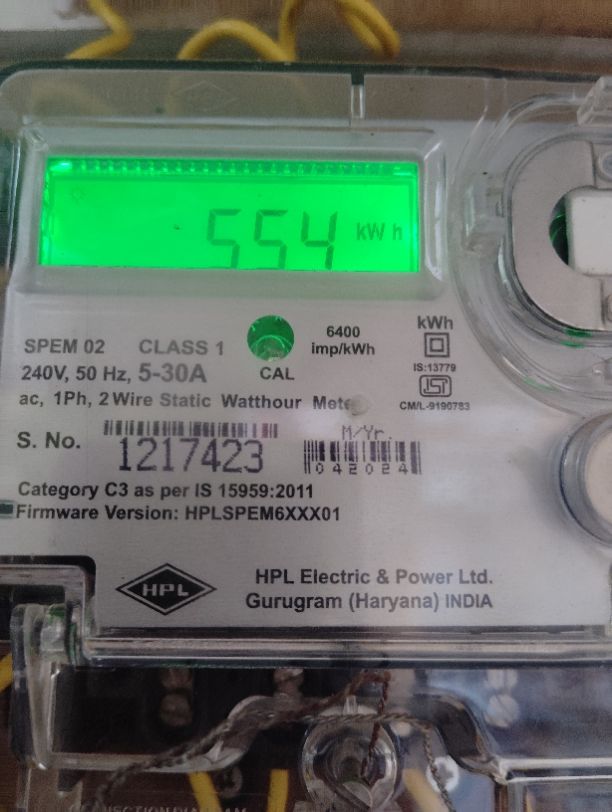 554 kWh
SPEM 02 CLASS 1
6400
imp/kWh
kWh
240V, 50 Hz, 5-30A
CAL
IS:13779
ac, 1Ph, 2 Wire Static Watthour Mete
CM/L-9190783
S. No.
1217423
M/Yr.
042024
Category C3 as per IS 15959:2011
Firmware Version: HPLSPEM6XXX01
HPL
HPL Electric & Power Ltd.
Gurugram (Haryana) INDIA